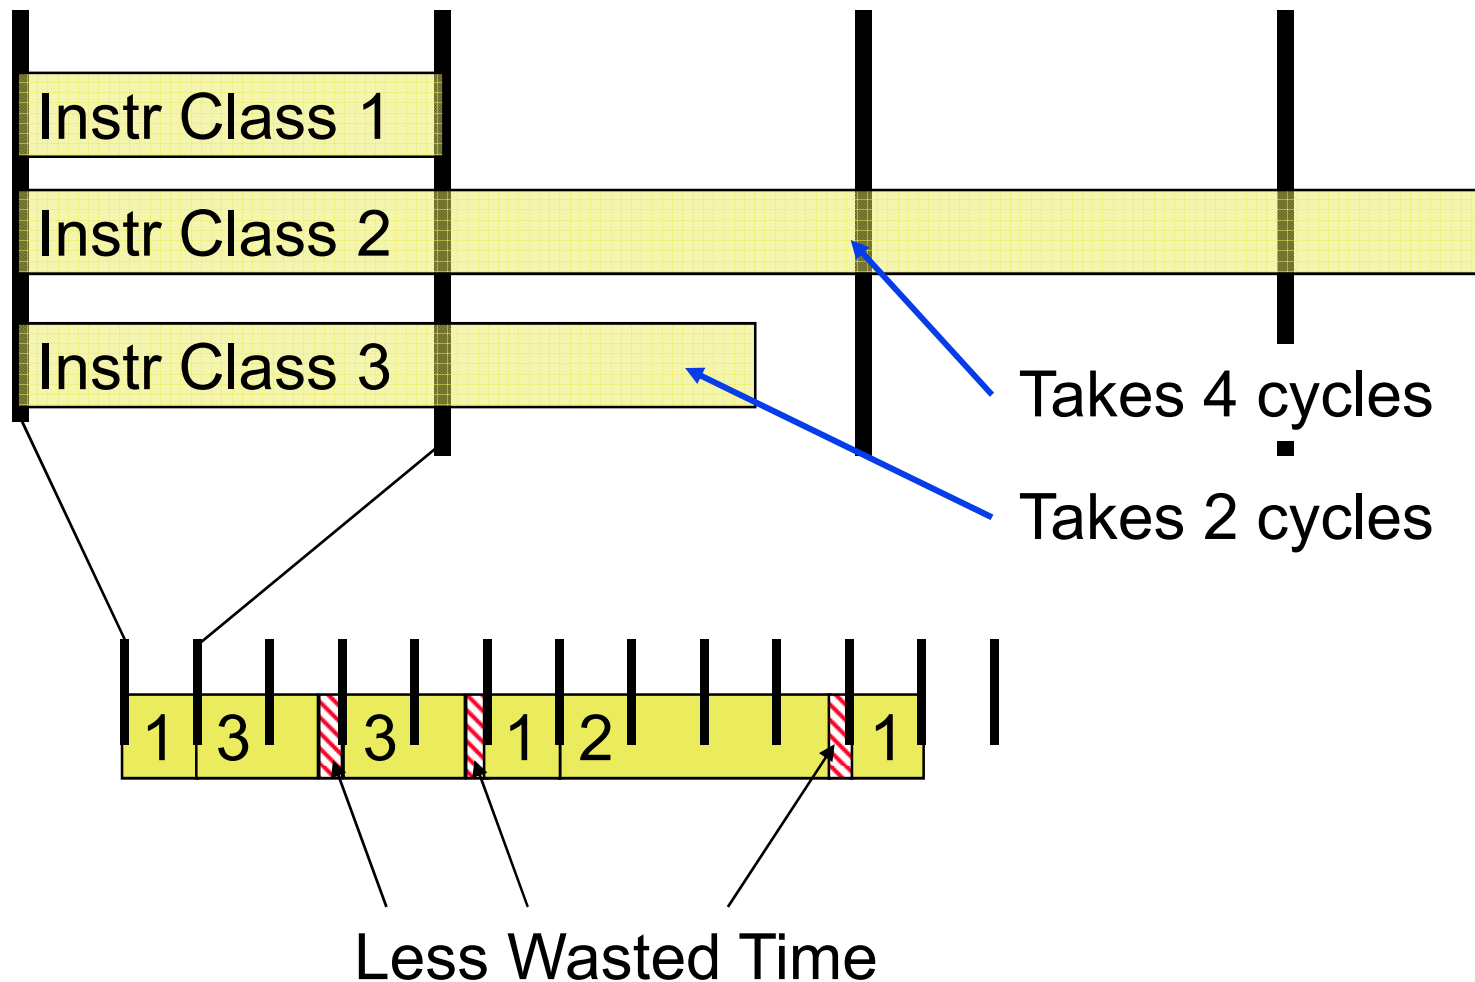 Instr Class 1
Instr Class 2
Instr Class 3
Takes 4 cycles
Takes 2 cycles
1 3 3 1 2 1
Less Wasted Time